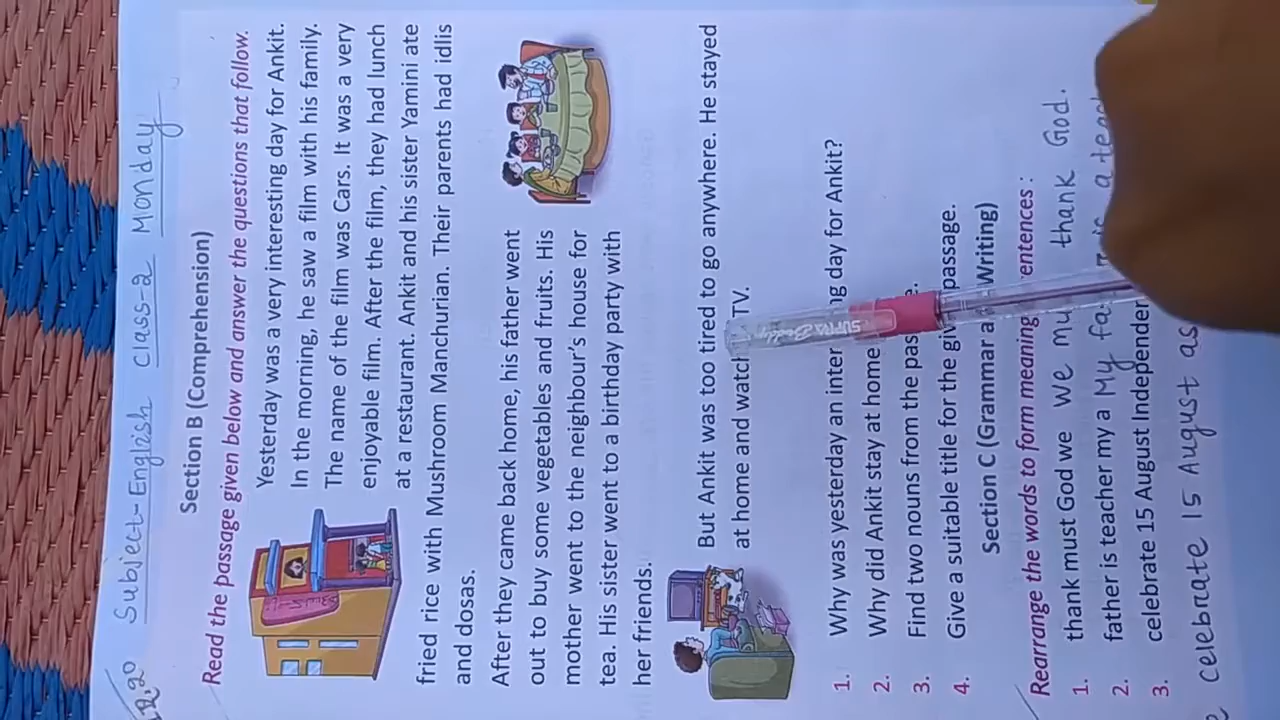 Subject-English class-2 Monday
Section B (Comprehension)
Read the passage given below and answer the questions that follow.
Yesterday was a very interesting day for Ankit.
In the morning, he saw a film with his family.
The name of the film was Cars. It was a very
enjoyable film. After the film, they had lunch
at a restaurant. Ankit and his sister Yamini ate
fried rice with Mushroom Manchurian. Their parents had idlis
and dosas.
After they came back home, his father went
out to buy some vegetables and fruits. His
mother went to the neighbour's house for
tea. His sister went to a birthday party with
her friends.
But Ankit was too tired to go anywhere. He stayed
at home and watch TV.
1. Why was yesterday an inter ng day for Ankit?
2. Why did Ankit stay at home
3. Find two nouns from the pas e.
4. Give a suitable title for the giv passage.
Section C (Grammar a Writing)
Rearrange the words to form meaning entences :
1. thank must God we We mu thank God.
2. father is teacher my a My fa is a teac
3. celebrate 15 August Independen
celebrate 15 August as
SUPRA